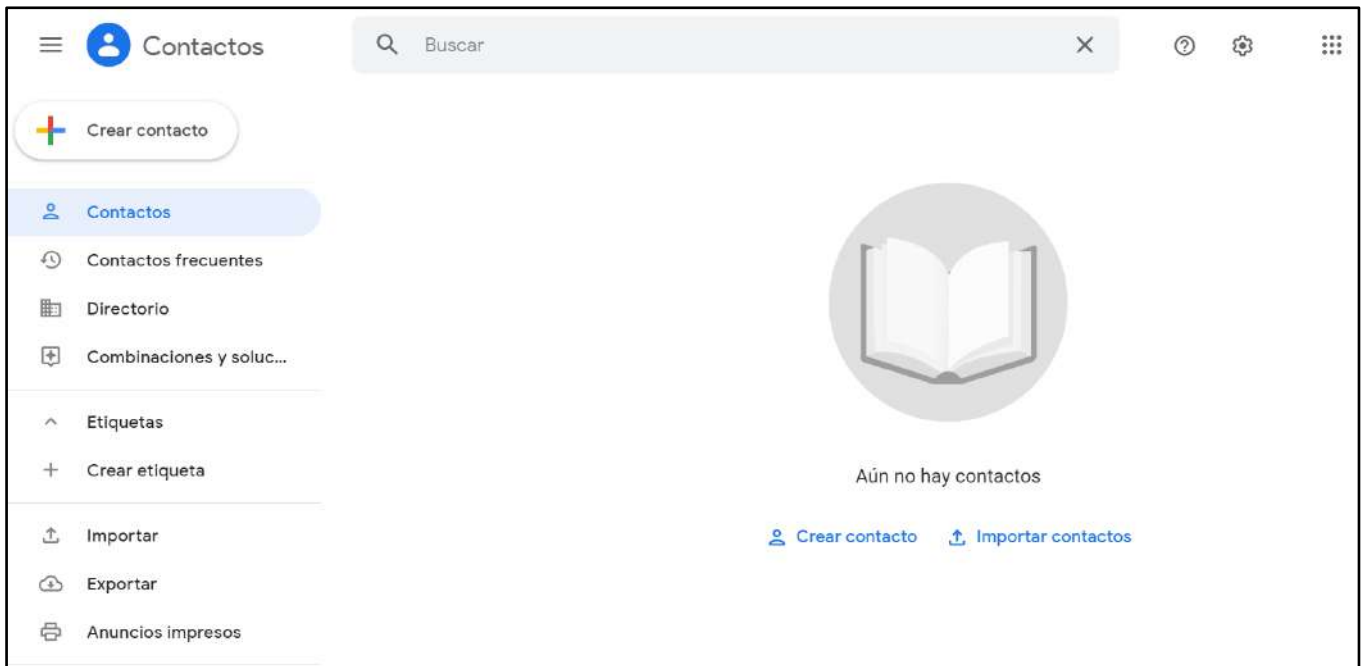 Contactos
Buscar
Crear contacto
Contactos
Contactos frecuentes
Directorio
Combinaciones y soluc...
Etiquetas
Crear etiqueta
Importar
Exportar
Anuncios impresos
Aún no hay contactos
Crear contacto Importar contactos